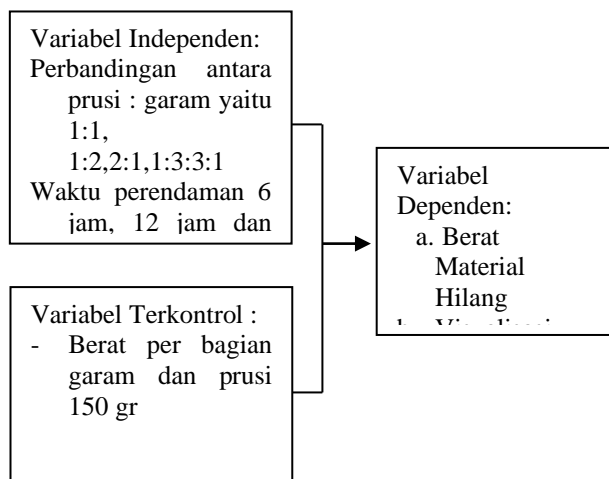 Variabel Independen:
Perbandingan antara
prusi : garam yaitu
1:1,
1:2,2:1,1:3:3:1
Waktu perendaman 6
jam, 12 jam dan
Variabel Terkontrol :
- Berat per bagian
garam dan prusi
150 gr
Variabel
Dependen:
a. Berat
Material
Hilang